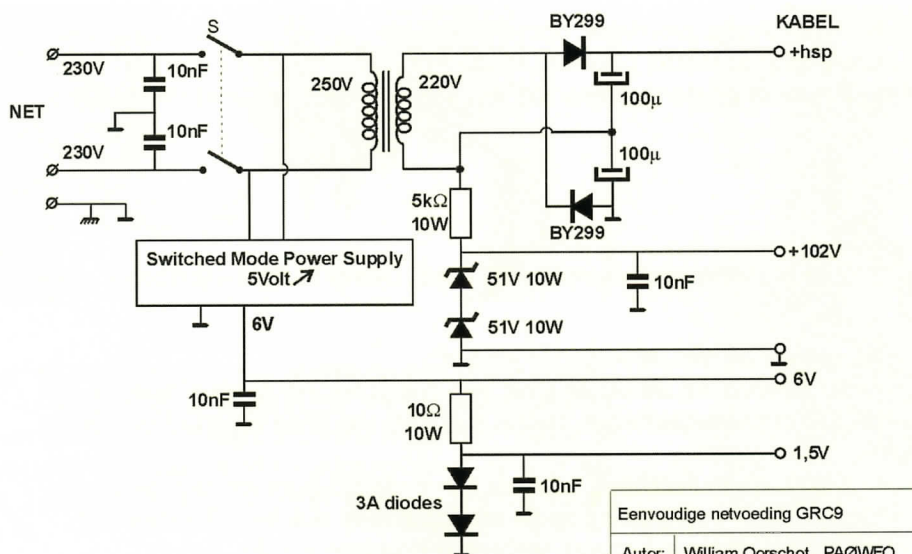 S
BY299
KABEL
+hsp
230V
10nF
250V
220V
100µ
NET
10nF
100µ
230V
5kΩ
10W
BY299
+102V
Switched Mode Power Supply
5Volt
51V 10W
10nF
6V
51V 10W
6V
10nF
10Ω
10W
1,5V
10nF
3A diodes
Eenvoudige netvoeding GRC9
Autor: William Oorschot PAØWFO